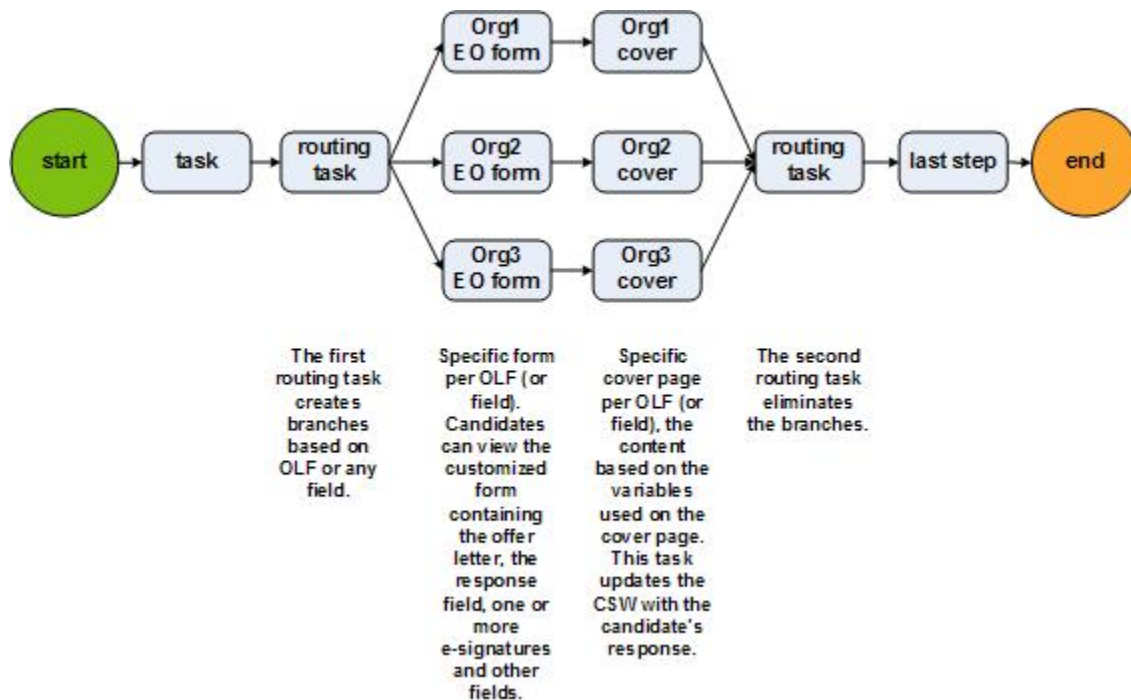 Org1
EO form
Org1
cover
start
task
routing
task
Org2
EO form
Org2
cover
routing
task
last step
end
Org3
EO form
Org3
cover
The first
routing task
creates
branches
based on
OLF or any
field.
Specific form
per OLF (or
field).
Candidates
can view the
customized
form
containing
the offer
letter, the
response
field, one or
more
e-signatures
and other
fields.
Specific
cover page
per OLF (or
field), the
content
based on the
variables
used on the
cover page.
This task
updates the
CSW with the
candidate's
response.
The second
routing task
eliminates
the branches.